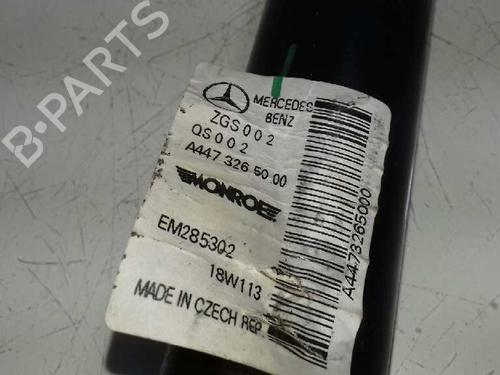 MERCEDES
BENZ
ZGS002
QS002
A447 326 50 00
MONROE
EM285302
18W113
MADE IN CZECH REP
A4473265000
B-PARTS